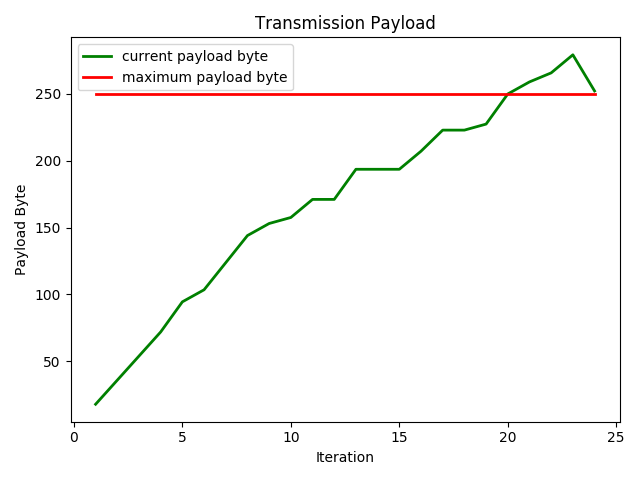 Transmission Payload
current payload byte
maximum payload byte
Payload Byte
250
200
150
100
50
0
5
10
15
20
25
Iteration